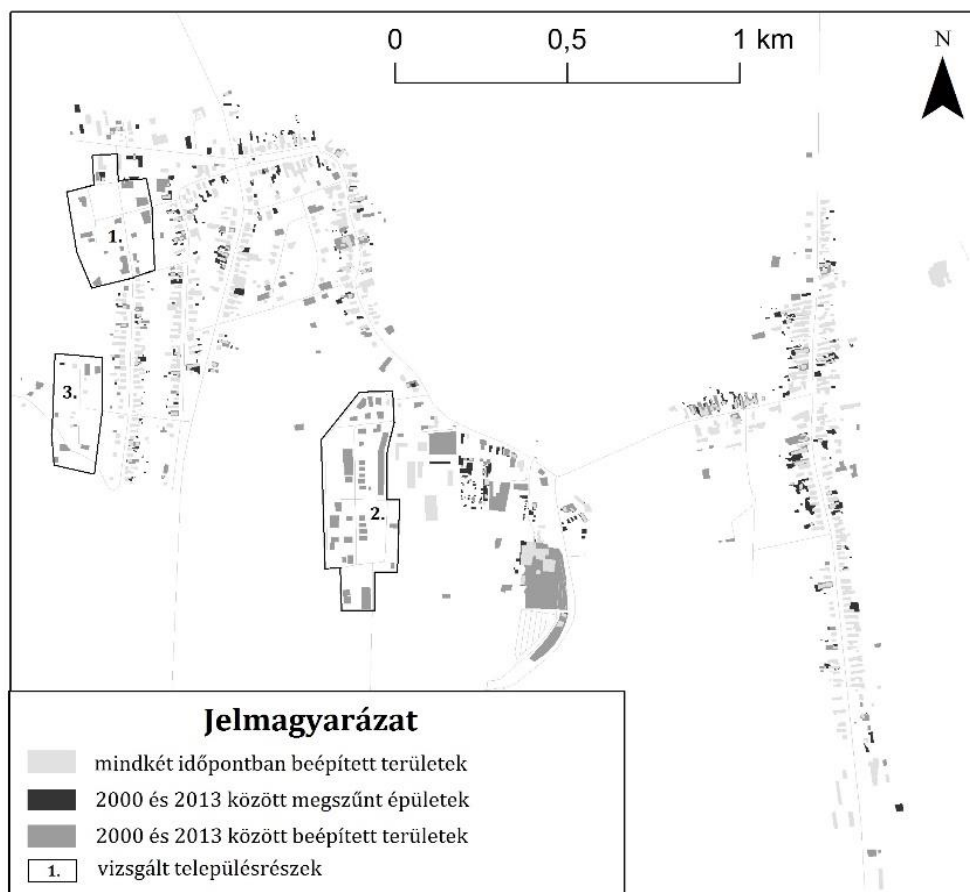 0 0,5 1 km
N
1.
3.
2.
Jelmagyarázat
mindkét időpontban beépített területek
2000 és 2013 között megszűnt épületek
2000 és 2013 között beépített területek
1. vizsgált településrészek